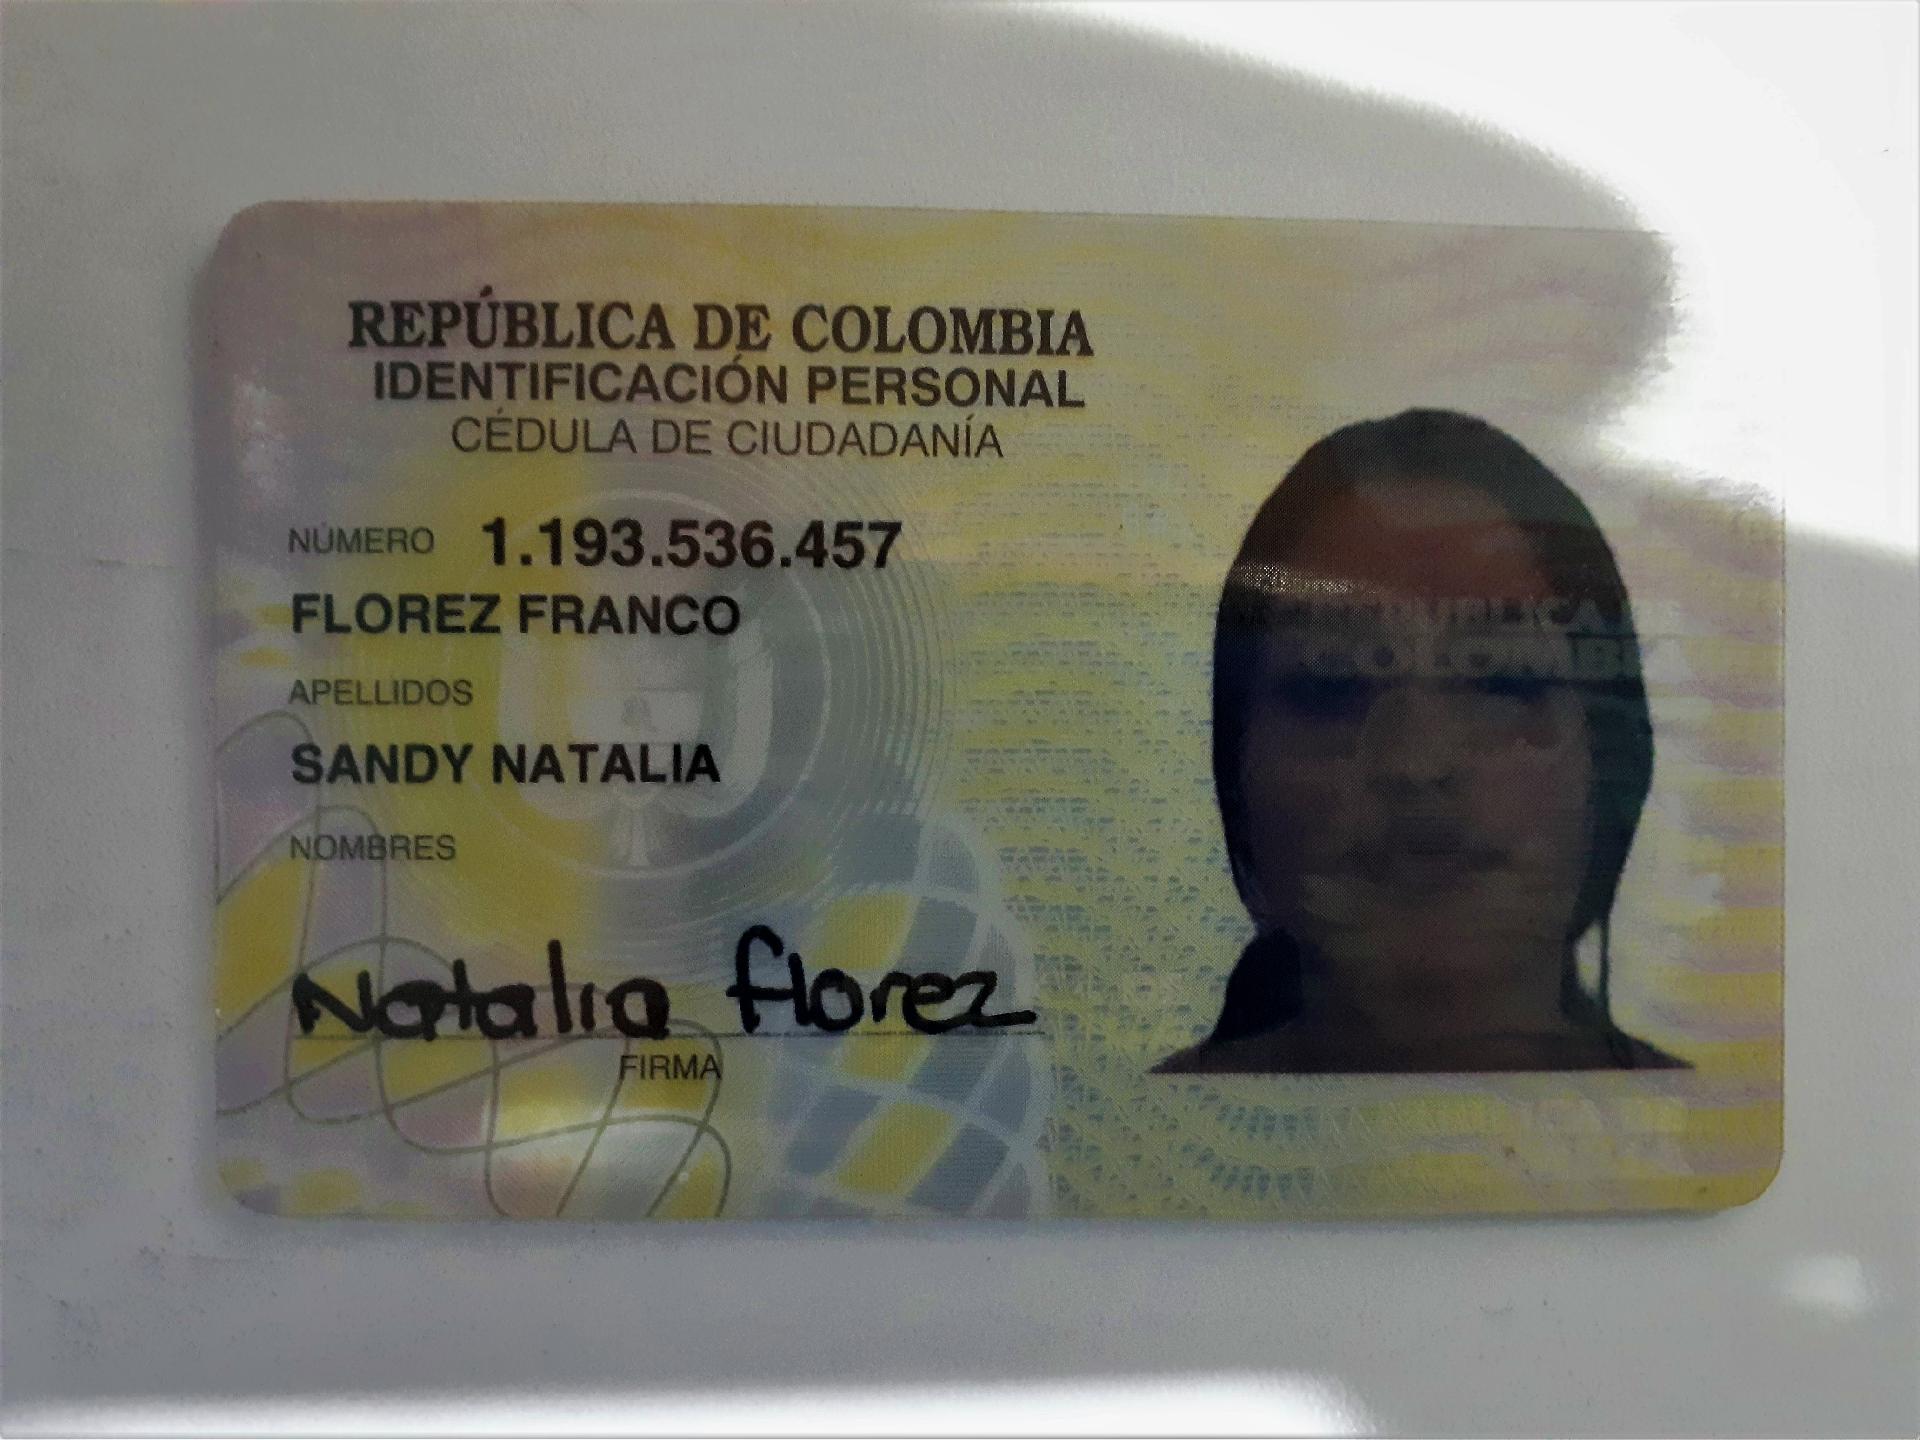 REPÚBLICA DE COLOMBIA
IDENTIFICACIÓN PERSONAL
CÉDULA DE CIUDADANÍA
NÚMERO 1.193.536.457
FLOREZ FRANCO
APELLIDOS
SANDY NATALIA
NOMBRES
Natalia florez
FIRMA
REPUBLICA DE
COLOMBIA